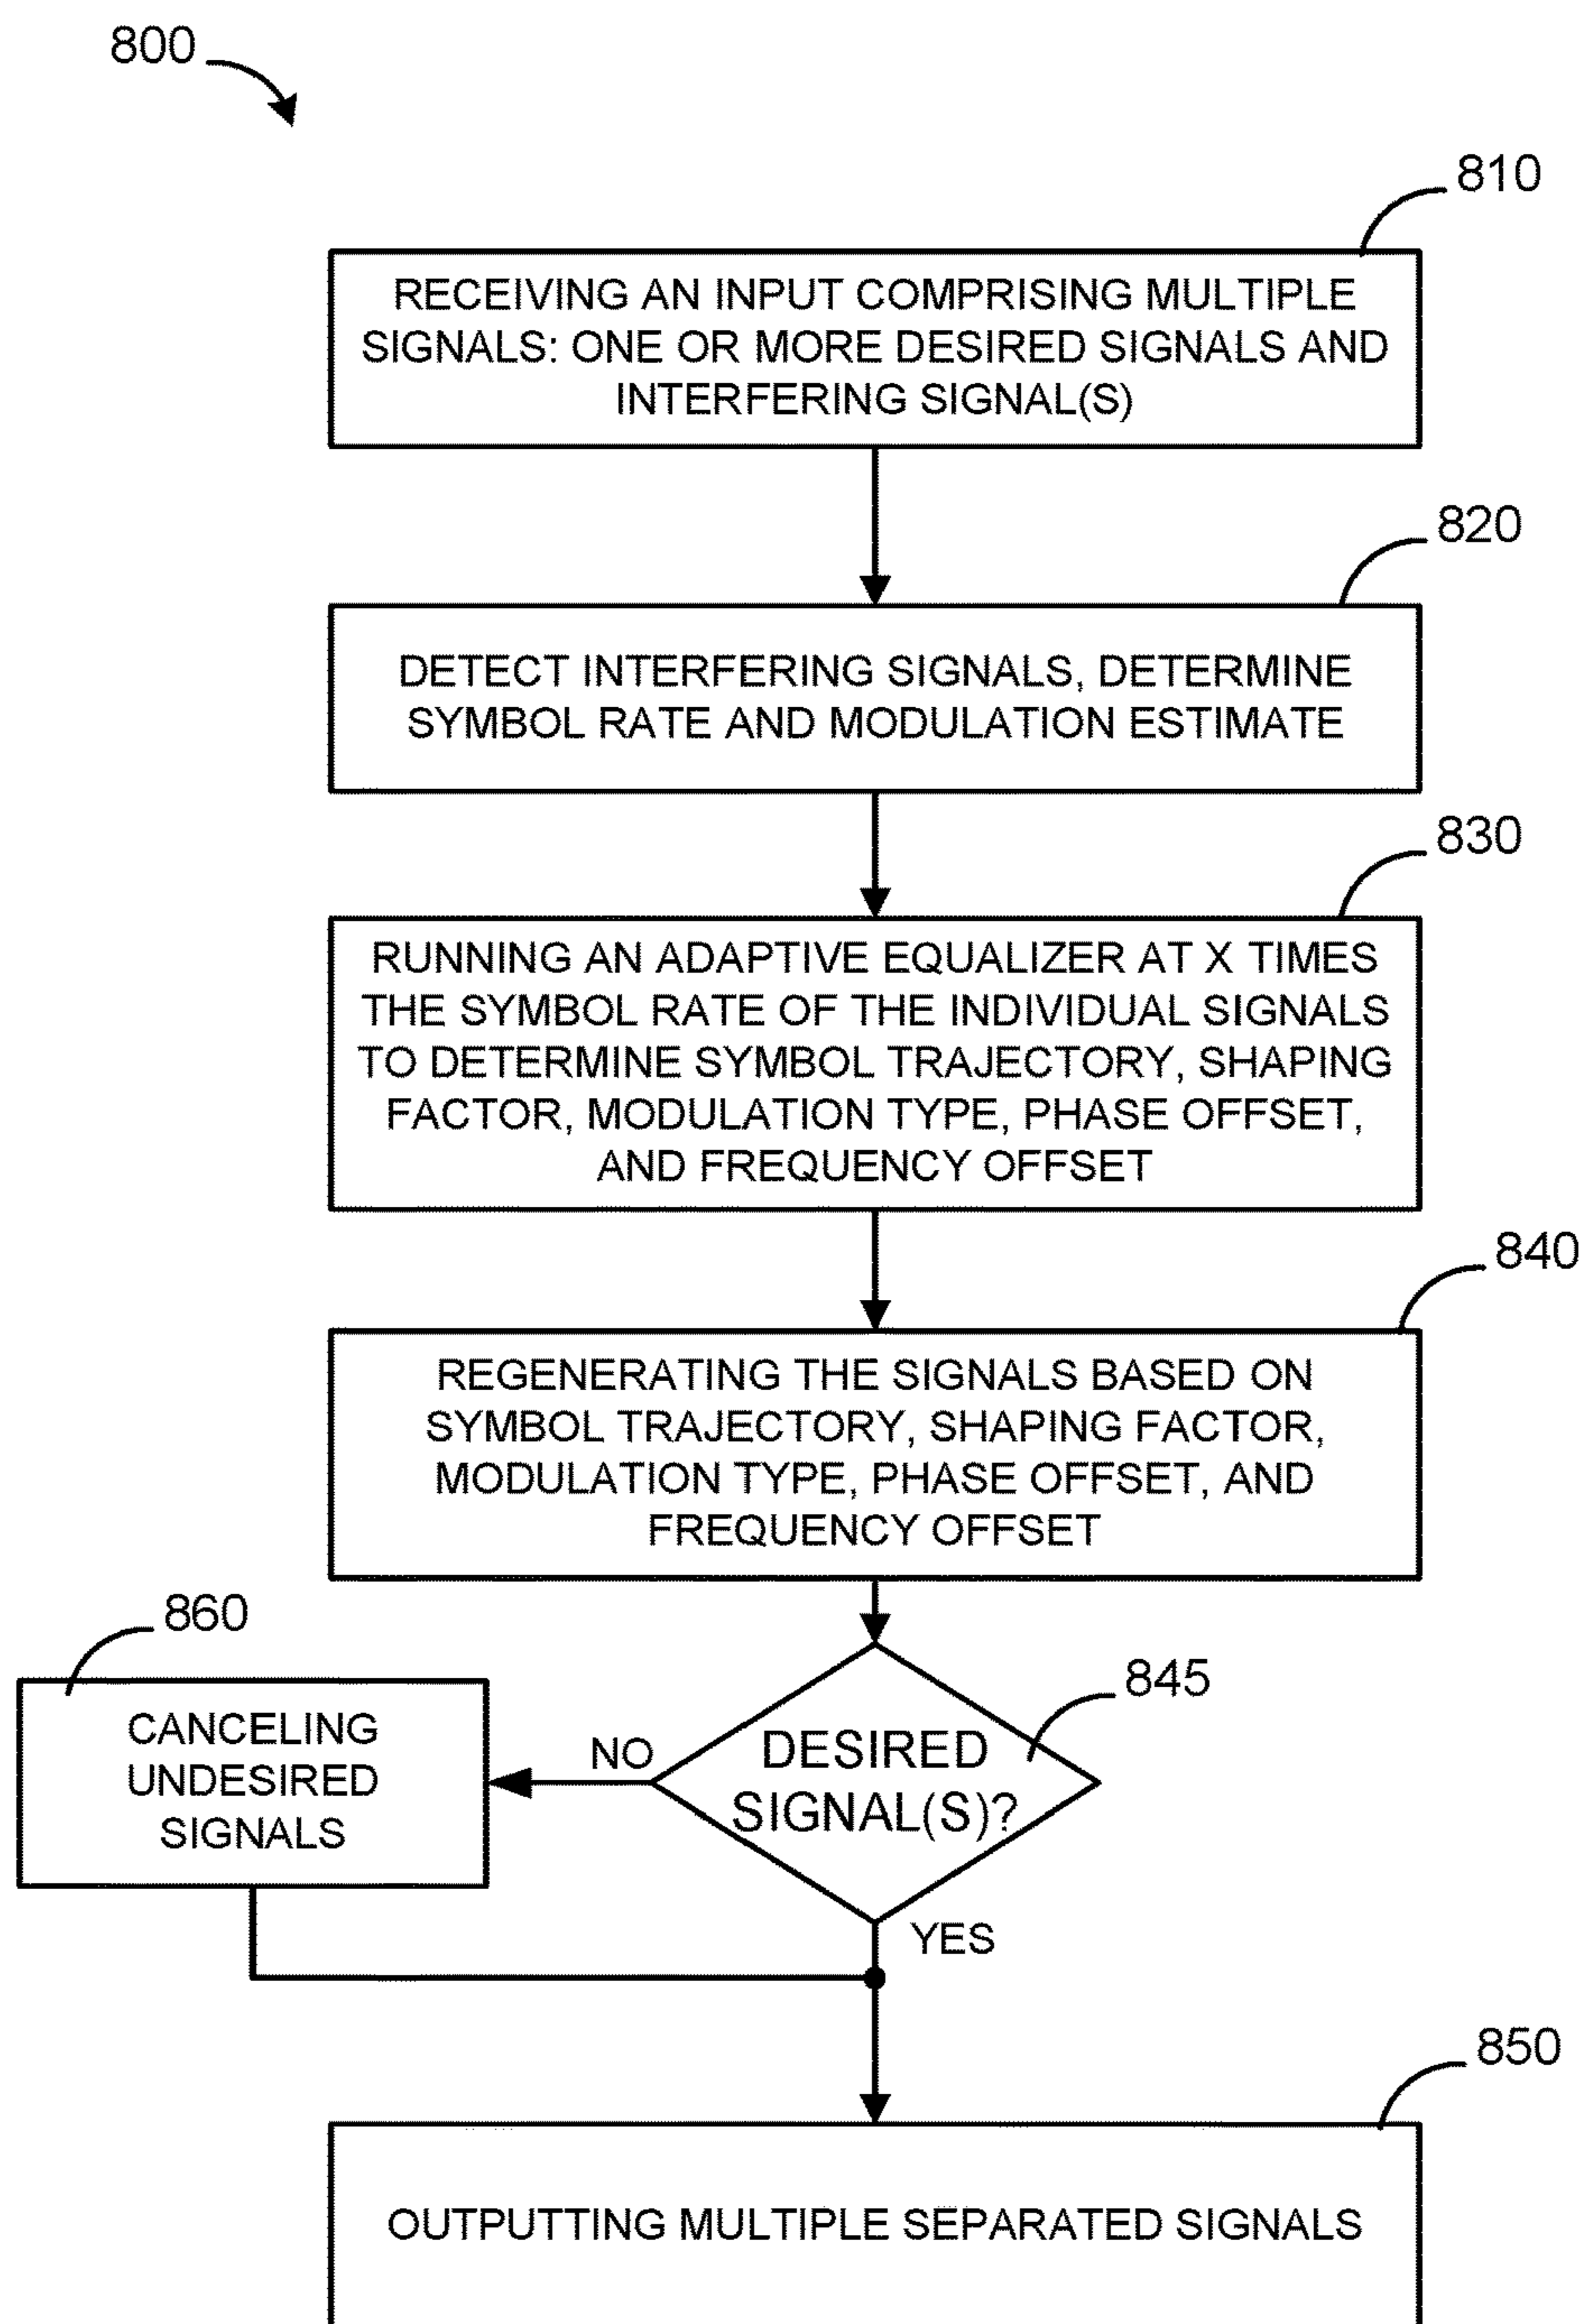 800
810
RECEIVING AN INPUT COMPRISING MULTIPLE
SIGNALS: ONE OR MORE DESIRED SIGNALS AND
INTERFERING SIGNAL(S)
820
DETECT INTERFERING SIGNALS, DETERMINE
SYMBOL RATE AND MODULATION ESTIMATE
830
RUNNING AN ADAPTIVE EQUALIZER AT X TIMES
THE SYMBOL RATE OF THE INDIVIDUAL SIGNALS
TO DETERMINE SYMBOL TRAJECTORY, SHAPING
FACTOR, MODULATION TYPE, PHASE OFFSET,
AND FREQUENCY OFFSET
840
REGENERATING THE SIGNALS BASED ON
SYMBOL TRAJECTORY, SHAPING FACTOR,
MODULATION TYPE, PHASE OFFSET, AND
FREQUENCY OFFSET
860
CANCELING
UNDESIRED
SIGNALS
NO
845
DESIRED
SIGNAL(S)?
YES
850
OUTPUTTING MULTIPLE SEPARATED SIGNALS